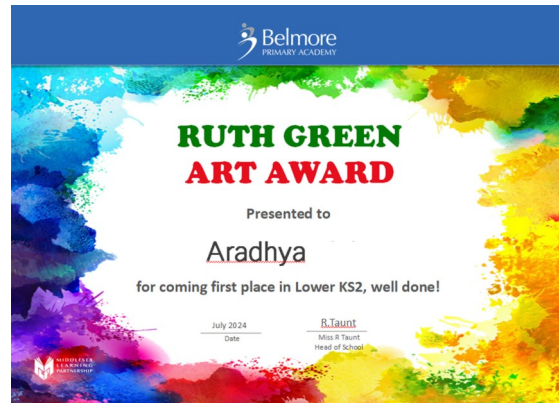 Belmore
PRIMARY ACADEMY
RUTH GREEN
ART AWARD
Presented to
Aradhya
for coming first place in Lower KS2, well done!
July 2024
Date
R.Taunt
Miss R Taunt
Head of School
MIDDLESEX
LEARNING
PARTNERSHIP